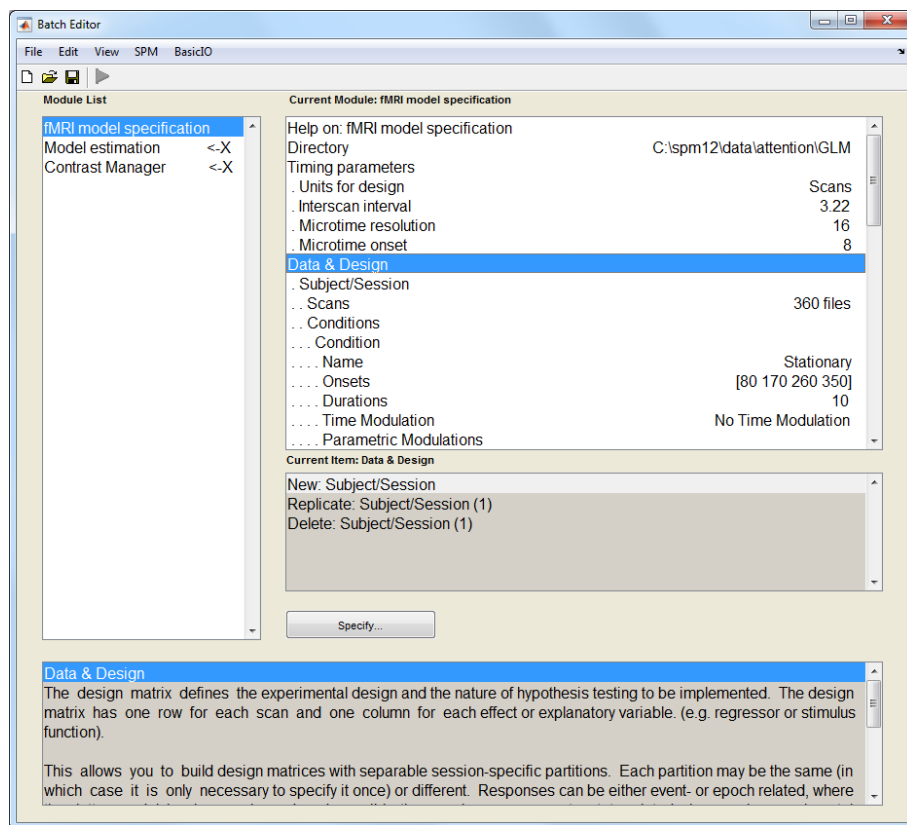 Batch Editor
File Edit View SPM BasicIO
Module List
fMRI model specification
Model estimation <-X
Contrast Manager <-X
Current Module: fMRI model specification
Help on: fMRI model specification
Directory C:\spm12\data\attention\GLM
Timing parameters
. Units for design Scans
. Interscan interval 3.22
. Microtime resolution 16
. Microtime onset 8
Data & Design
. Subject/Session
. . Scans 360 files
. . Conditions
. . . Condition
. . . . Name Stationary
. . . . Onsets [80 170 260 350]
. . . . Durations 10
. . . . Time Modulation No Time Modulation
. . . . Parametric Modulations
Current Item: Data & Design
New: Subject/Session
Replicate: Subject/Session (1)
Delete: Subject/Session (1)
Specify...
Data & Design
The design matrix defines the experimental design and the nature of hypothesis testing to be implemented. The design
matrix has one row for each scan and one column for each effect or explanatory variable. (e.g. regressor or stimulus
function).
This allows you to build design matrices with separable session-specific partitions. Each partition may be the same (in
which case it is only necessary to specify it once) or different. Responses can be either event- or epoch related, where